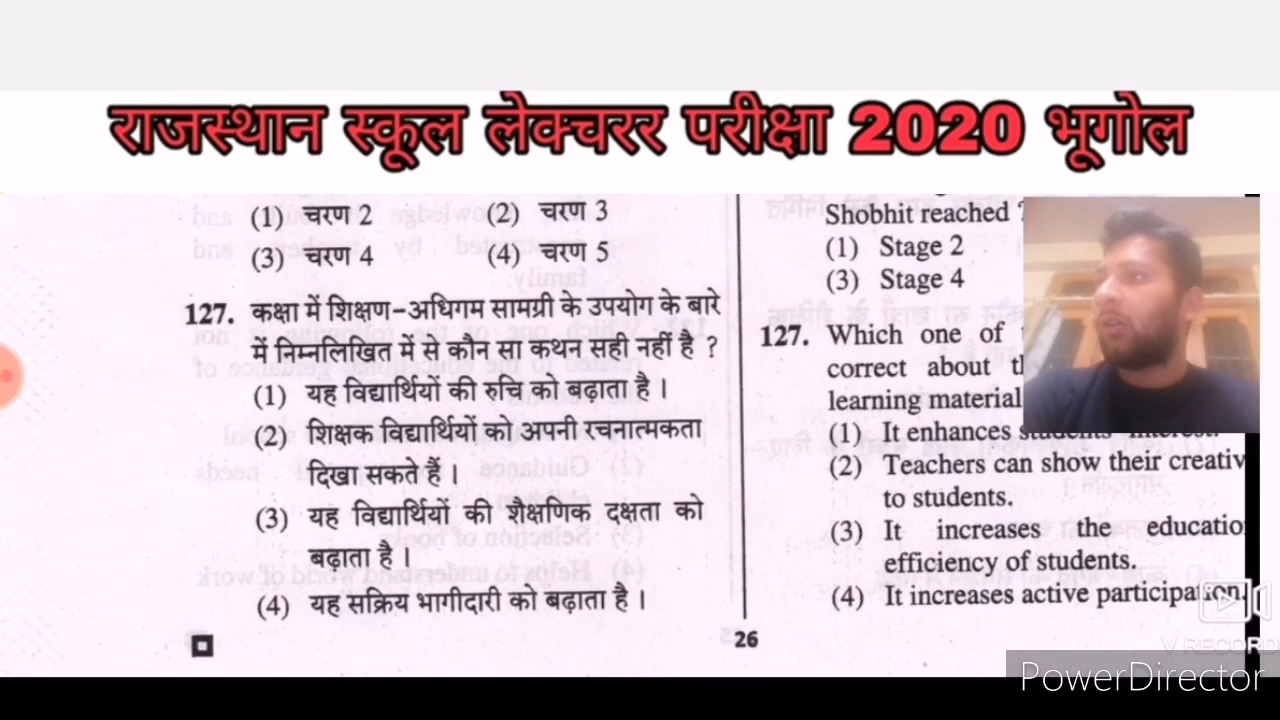 राजस्थान स्कूल लेक्चरर परीक्षा 2020 भूगोल
(1) चरण 2 (2) चरण 3
(3) चरण 4 (4) चरण 5
127. कक्षा में शिक्षण-अधिगम सामग्री के उपयोग के बारे
में निम्नलिखित में से कौन सा कथन सही नहीं है ?
(1) यह विद्यार्थियों की रुचि को बढ़ाता है।
(2) शिक्षक विद्यार्थियों को अपनी रचनात्मकता
दिखा सकते हैं।
(3) यह विद्यार्थियों की शैक्षणिक दक्षता को
बढ़ाता है।
(4) यह सक्रिय भागीदारी को बढ़ाता है।
26
Shobhit reached
(1) Stage 2
(3) Stage 4
127. Which one of
correct about
learning material
(1) It enhances
(2) Teachers can show their
to students.
(3) It increases the
efficiency of students.
(4) It increases active participation.
V RECORD
PowerDirector